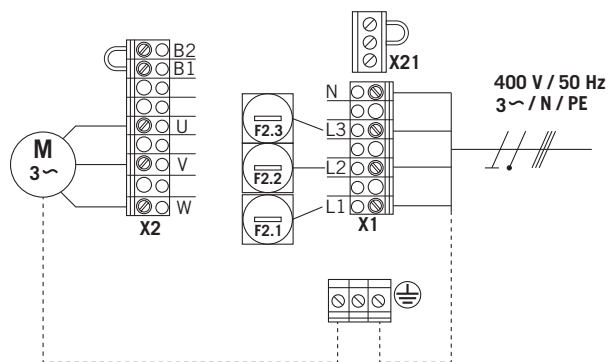 B2
B1
U
V
W
X2
M
3~
F2.3
F2.2
F2.1
N
L3
L2
L1
X1
X21
400 V / 50 Hz
3~ / N / PE